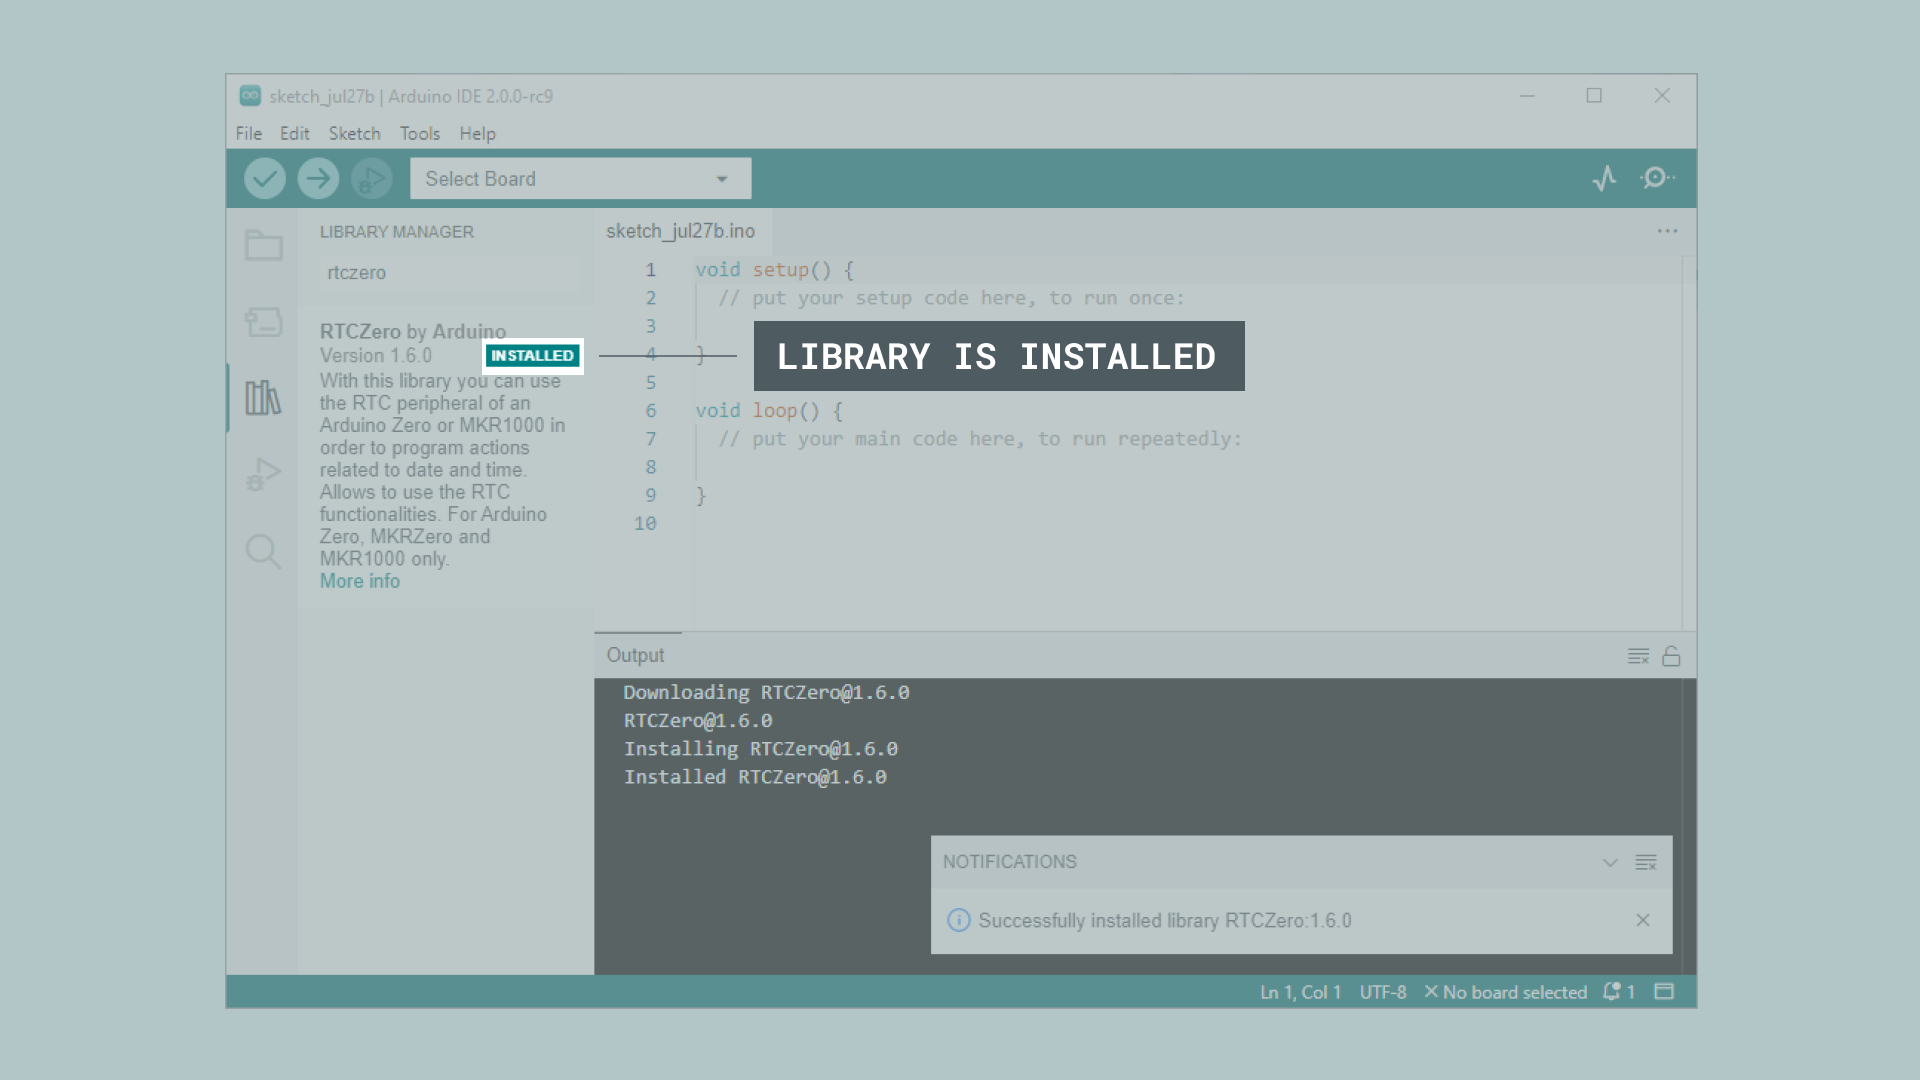 sketch_jul27b | Arduino IDE 2.0.0-rc9
File Edit Sketch Tools Help
Select Board
LIBRARY MANAGER
rtczero
RTCZero by Arduino
Version 1.6.0 INSTALLED
With this library you can use
the RTC peripheral of an
Arduino Zero or MKR1000 in
order to program actions
related to date and time.
Allows to use the RTC
functionalities. For Arduino
Zero, MKRZero and
MKR1000 only.
More info
sketch_jul27b.ino
1 void setup() {
2 // put your setup code here, to run once:
3
4 }
5
6 void loop() {
7 // put your main code here, to run repeatedly:
8
9 }
10
LIBRARY IS INSTALLED
Output
Downloading RTCZero@1.6.0
RTCZero@1.6.0
Installing RTCZero@1.6.0
Installed RTCZero@1.6.0
NOTIFICATIONS
Successfully installed library RTCZero:1.6.0
Ln 1, Col 1 UTF-8 No board selected 1